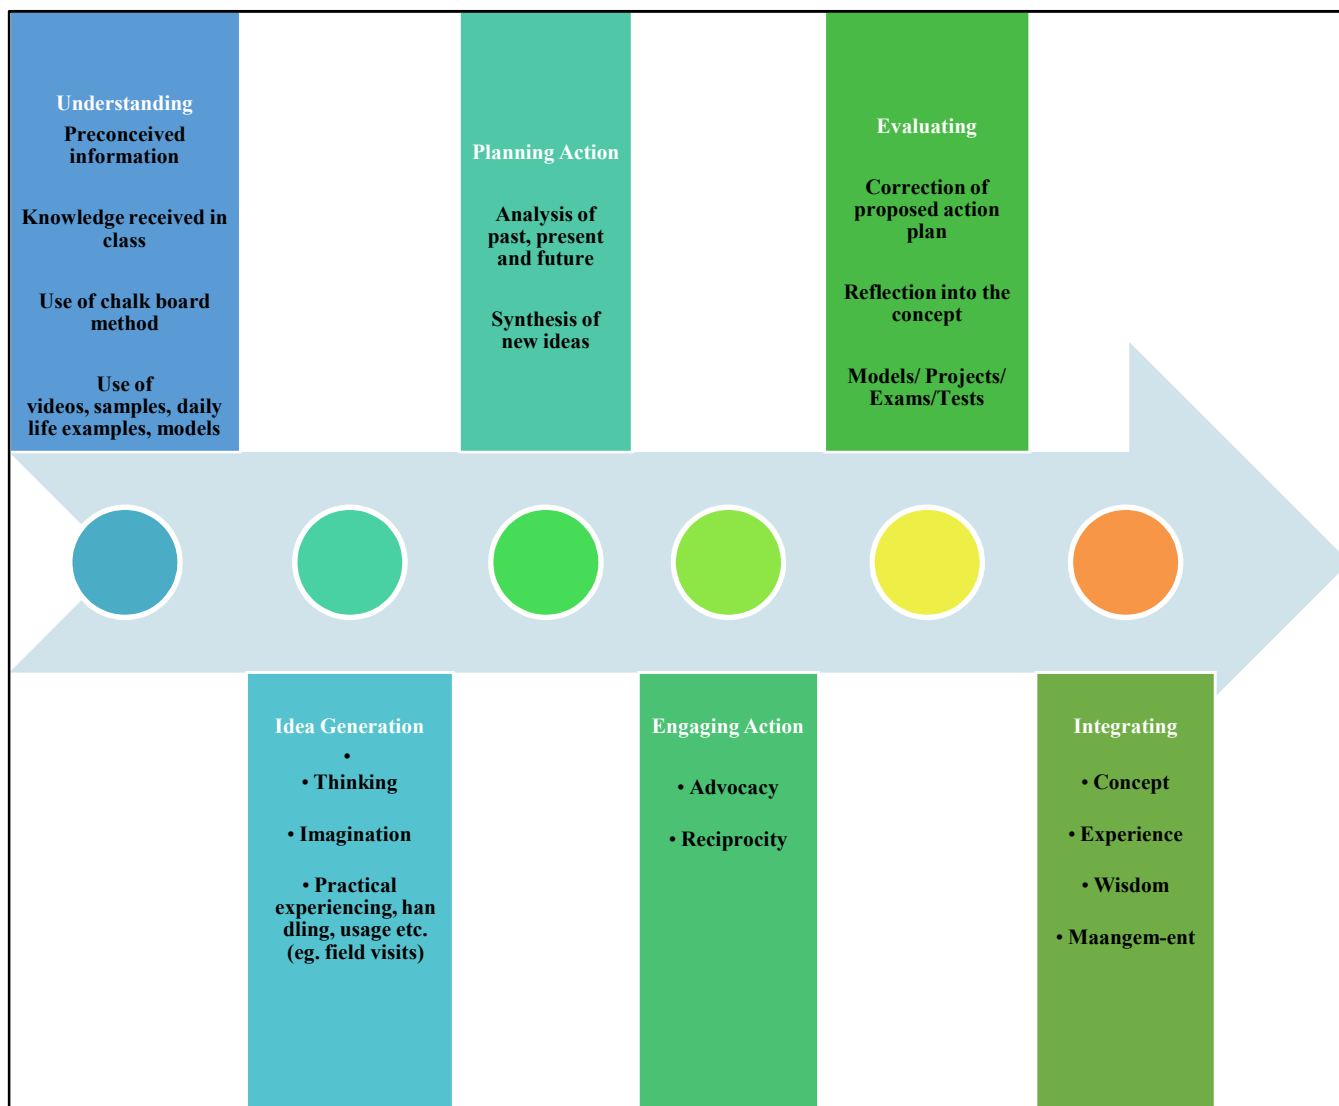 Understanding
Preconceived
information
Knowledge received in
class
Use of chalk board
method
Use of
videos, samples, daily
life examples, models
Idea Generation
•
• Thinking
• Imagination
• Practical
experiencing, han
dling, usage etc.
(eg. field visits)
Planning Action
Analysis of
past, present
and future
Synthesis of
new ideas
Engaging Action
• Advocacy
• Reciprocity
Evaluating
Correction of
proposed action
plan
Reflection into the
concept
Models/ Projects/
Exams/Tests
Integrating
• Concept
• Experience
• Wisdom
• Maangem-ent